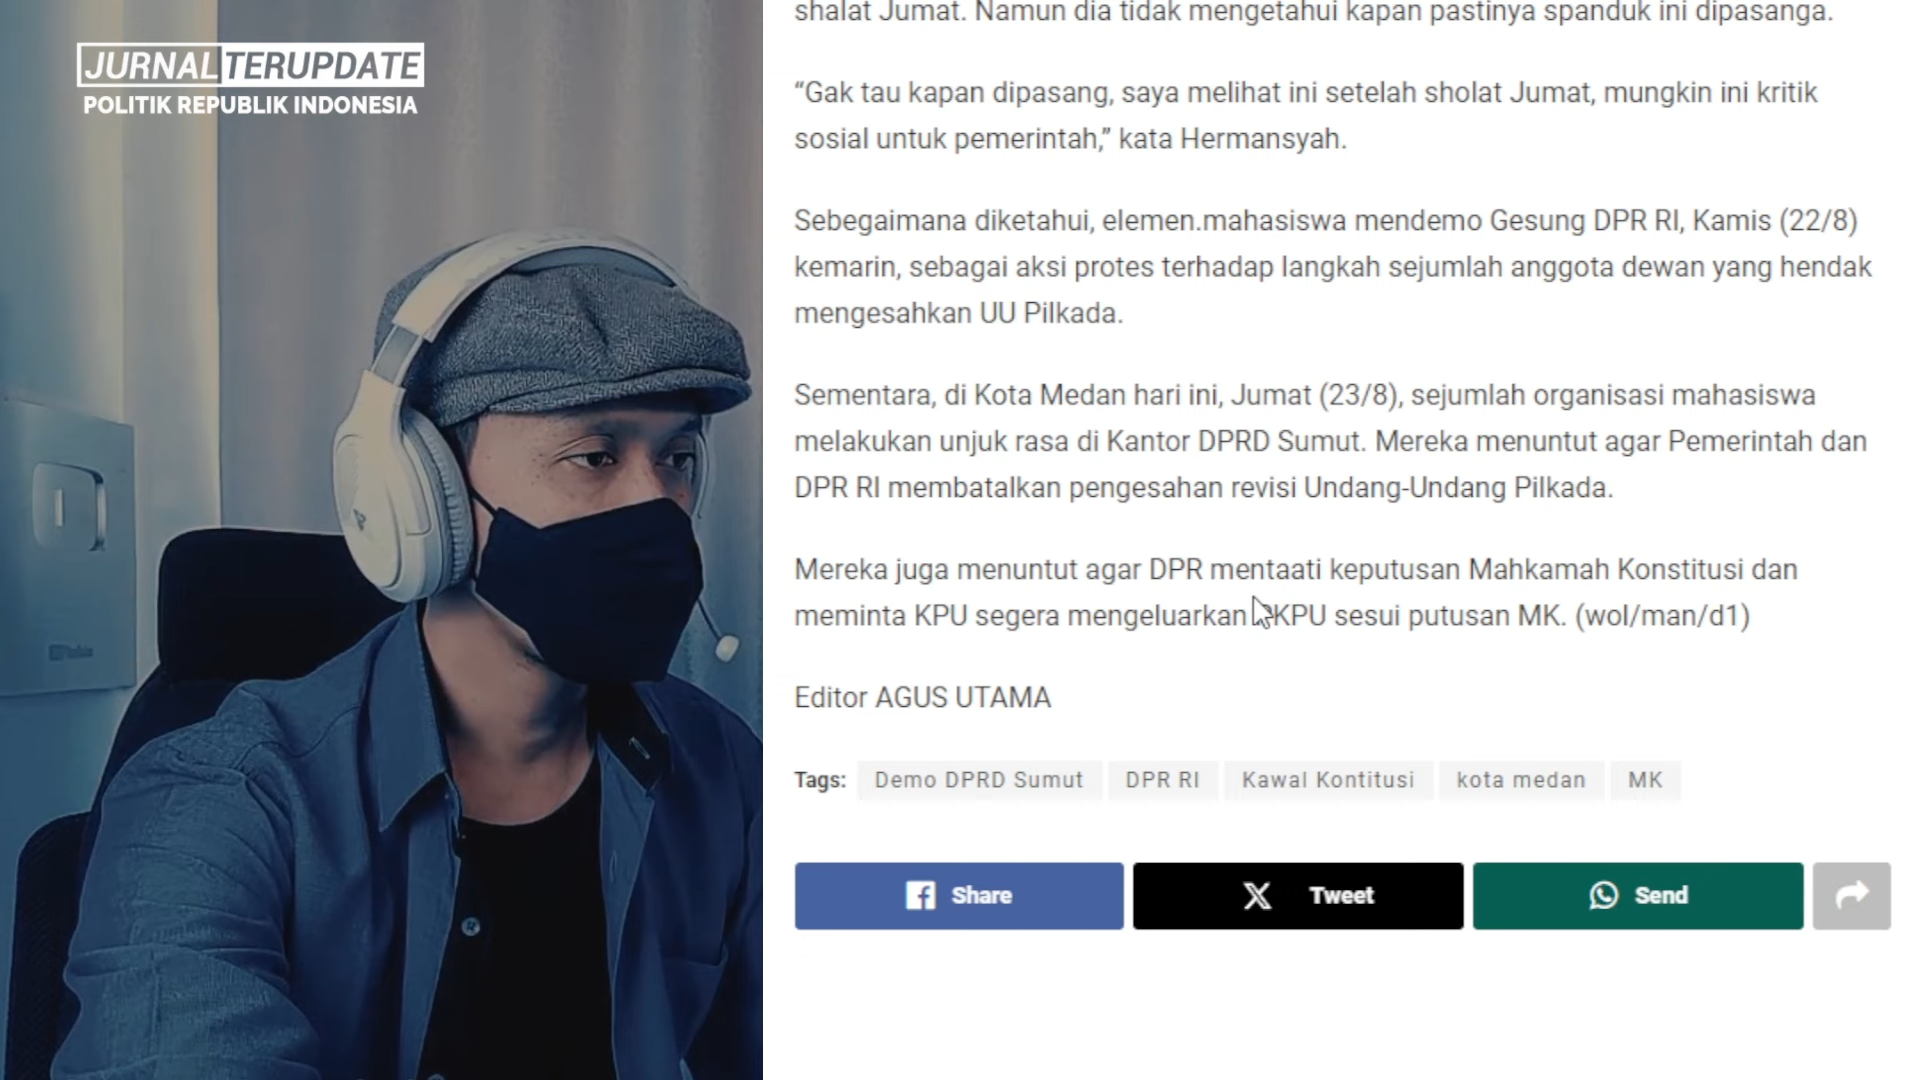 JURNAL TERUPDATE
POLITIK REPUBLIK INDONESIA
shalat Jumat. Namun dia tidak mengetahui kapan pastinya spanduk ini dipasanga.
“Gak tau kapan dipasang, saya melihat ini setelah sholat Jumat, mungkin ini kritik
sosial untuk pemerintah,” kata Hermansyah.
Sebegaimana diketahui, elemen.mahasiswa mendemo Gesung DPR RI, Kamis (22/8)
kemarin, sebagai aksi protes terhadap langkah sejumlah anggota dewan yang hendak
mengesahkan UU Pilkada.
Sementara, di Kota Medan hari ini, Jumat (23/8), sejumlah organisasi mahasiswa
melakukan unjuk rasa di Kantor DPRD Sumut. Mereka menuntut agar Pemerintah dan
DPR RI membatalkan pengesahan revisi Undang-Undang Pilkada.
Mereka juga menuntut agar DPR mentaati keputusan Mahkamah Konstitusi dan
meminta KPU segera mengeluarkan PKPU sesui putusan MK. (wol/man/d1)
Editor AGUS UTAMA
Tags: Demo DPRD Sumut DPR RI Kawal Kontitusi kota medan MK
Share Tweet Send